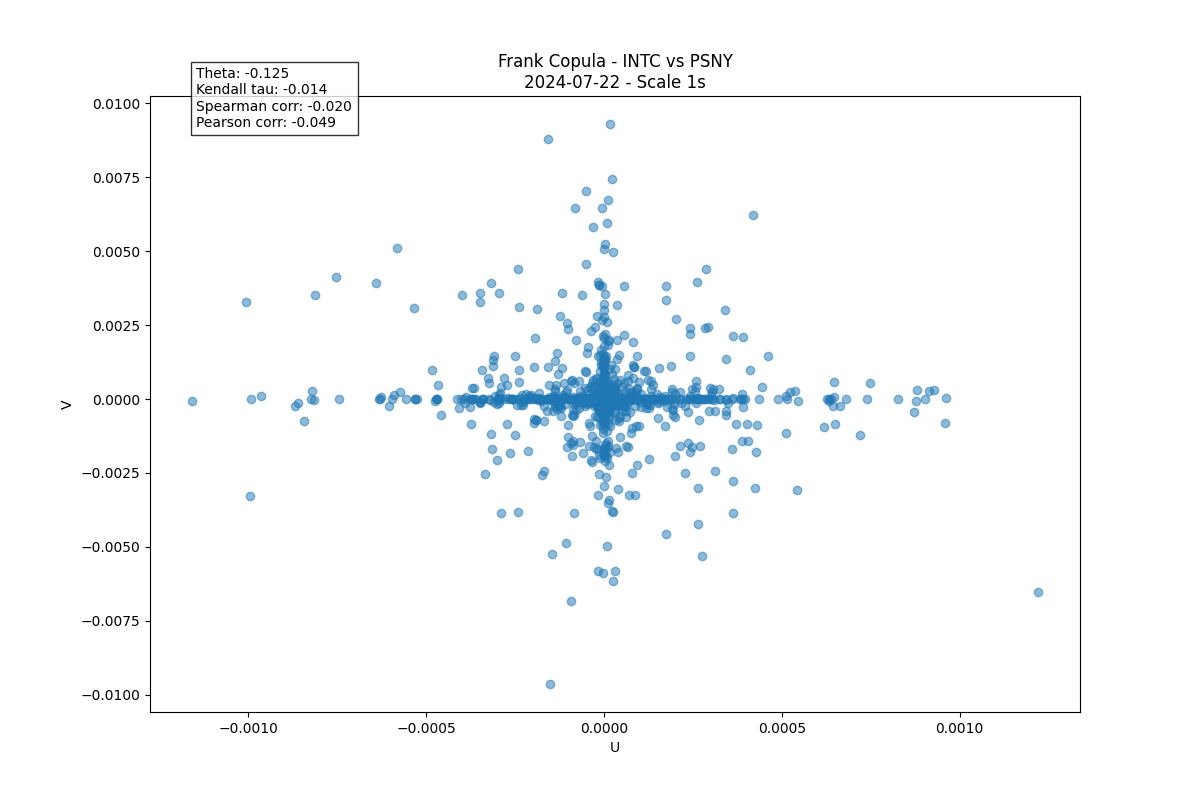 Frank Copula - INTC vs PSNY
2024-07-22 - Scale 1s
Theta: -0.125
Kendall tau: -0.014
Spearman corr: -0.020
Pearson corr: -0.049
0.0100
0.0075
0.0050
0.0025
0.0000
−0.0025
−0.0050
−0.0075
−0.0100
V
−0.0010
−0.0005
0.0000
0.0005
0.0010
U